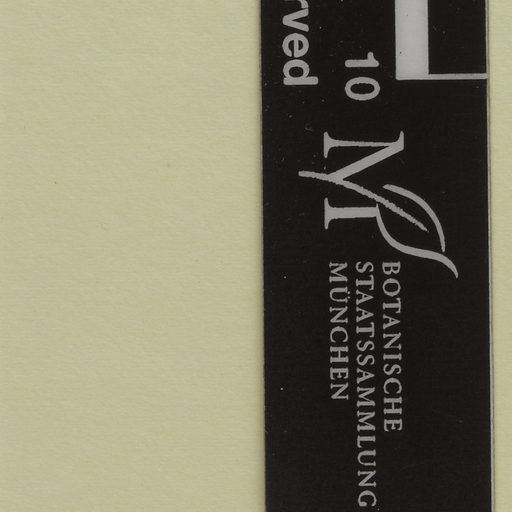 rved
10
BOTANISCHE
STAATSSAMMLUNG
MÜNCHEN